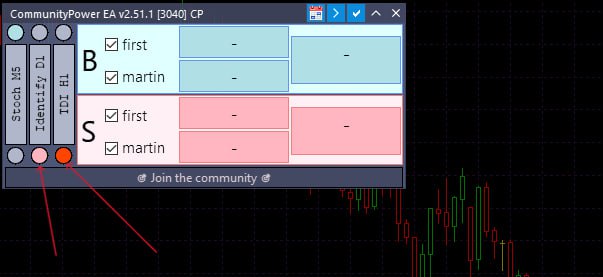 CommunityPower EA v2.51.1 [3040] CP
Stoch M5
Identify D1
TDI H1
B
first
martin
-
-
-
S
first
martin
-
-
-
Join the community